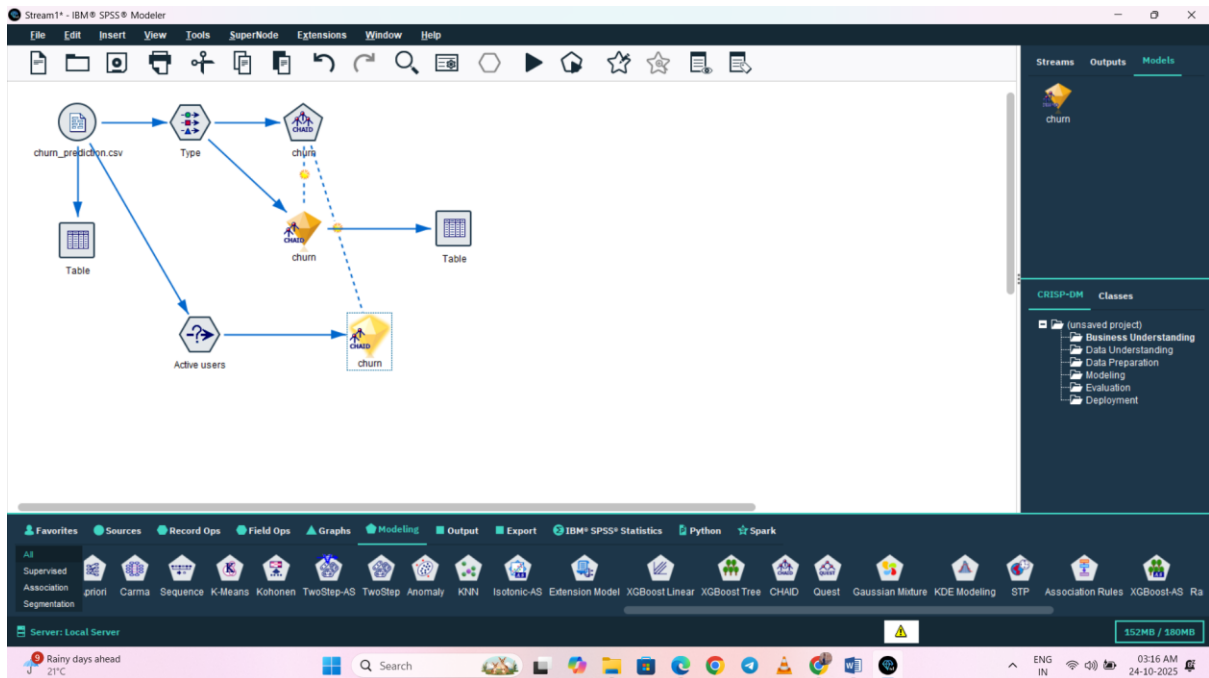 Stream1* - IBM® SPSS® Modeler
File Edit Insert View Tools SuperNode Extensions Window Help
Streams Outputs Models
churn
churn_prediction.csv
Type
CHAID
churn
CHAID
churn
Table
Table
Active users
CHAID
churn
CRISP-DM Classes
(unsaved project)
Business Understanding
Data Understanding
Data Preparation
Modeling
Evaluation
Deployment
Favorites Sources Record Ops Field Ops Graphs Modeling Output Export IBM® SPSS® Statistics Python Spark
All
Supervised
Association
Segmentation
priori Carma Sequence K-Means Kohonen TwoStep-AS TwoStep Anomaly KNN Isotonic-AS Extension Model XGBoost Linear XGBoost Tree CHAID Quest Gaussian Mixture KDE Modeling STP Association Rules XGBoost-AS Ra
Server: Local Server
152MB / 180MB
9
Rainy days ahead
21°C
Search
ENG
IN
03:16 AM
24-10-2025